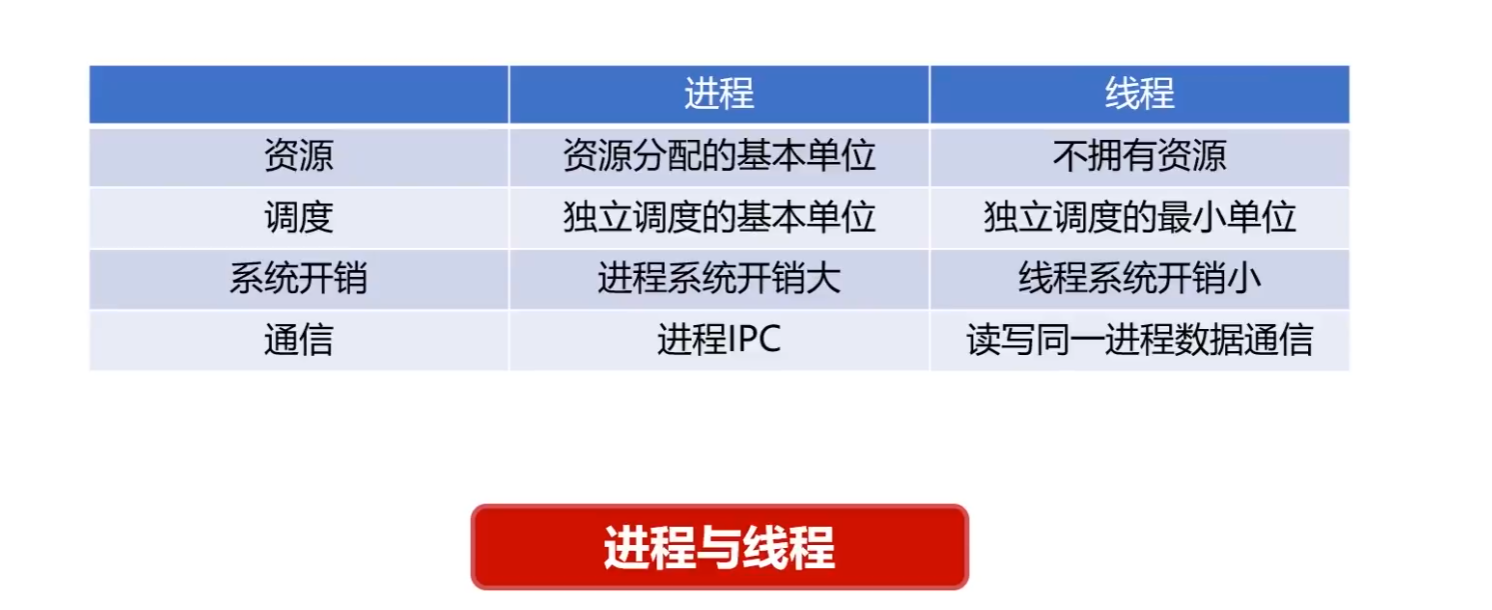 进程 线程
资源 资源分配的基本单位 不拥有资源
调度 独立调度的基本单位 独立调度的最小单位
系统开销 进程系统开销大 线程系统开销小
通信 进程IPC 读写同一进程数据通信
进程与线程